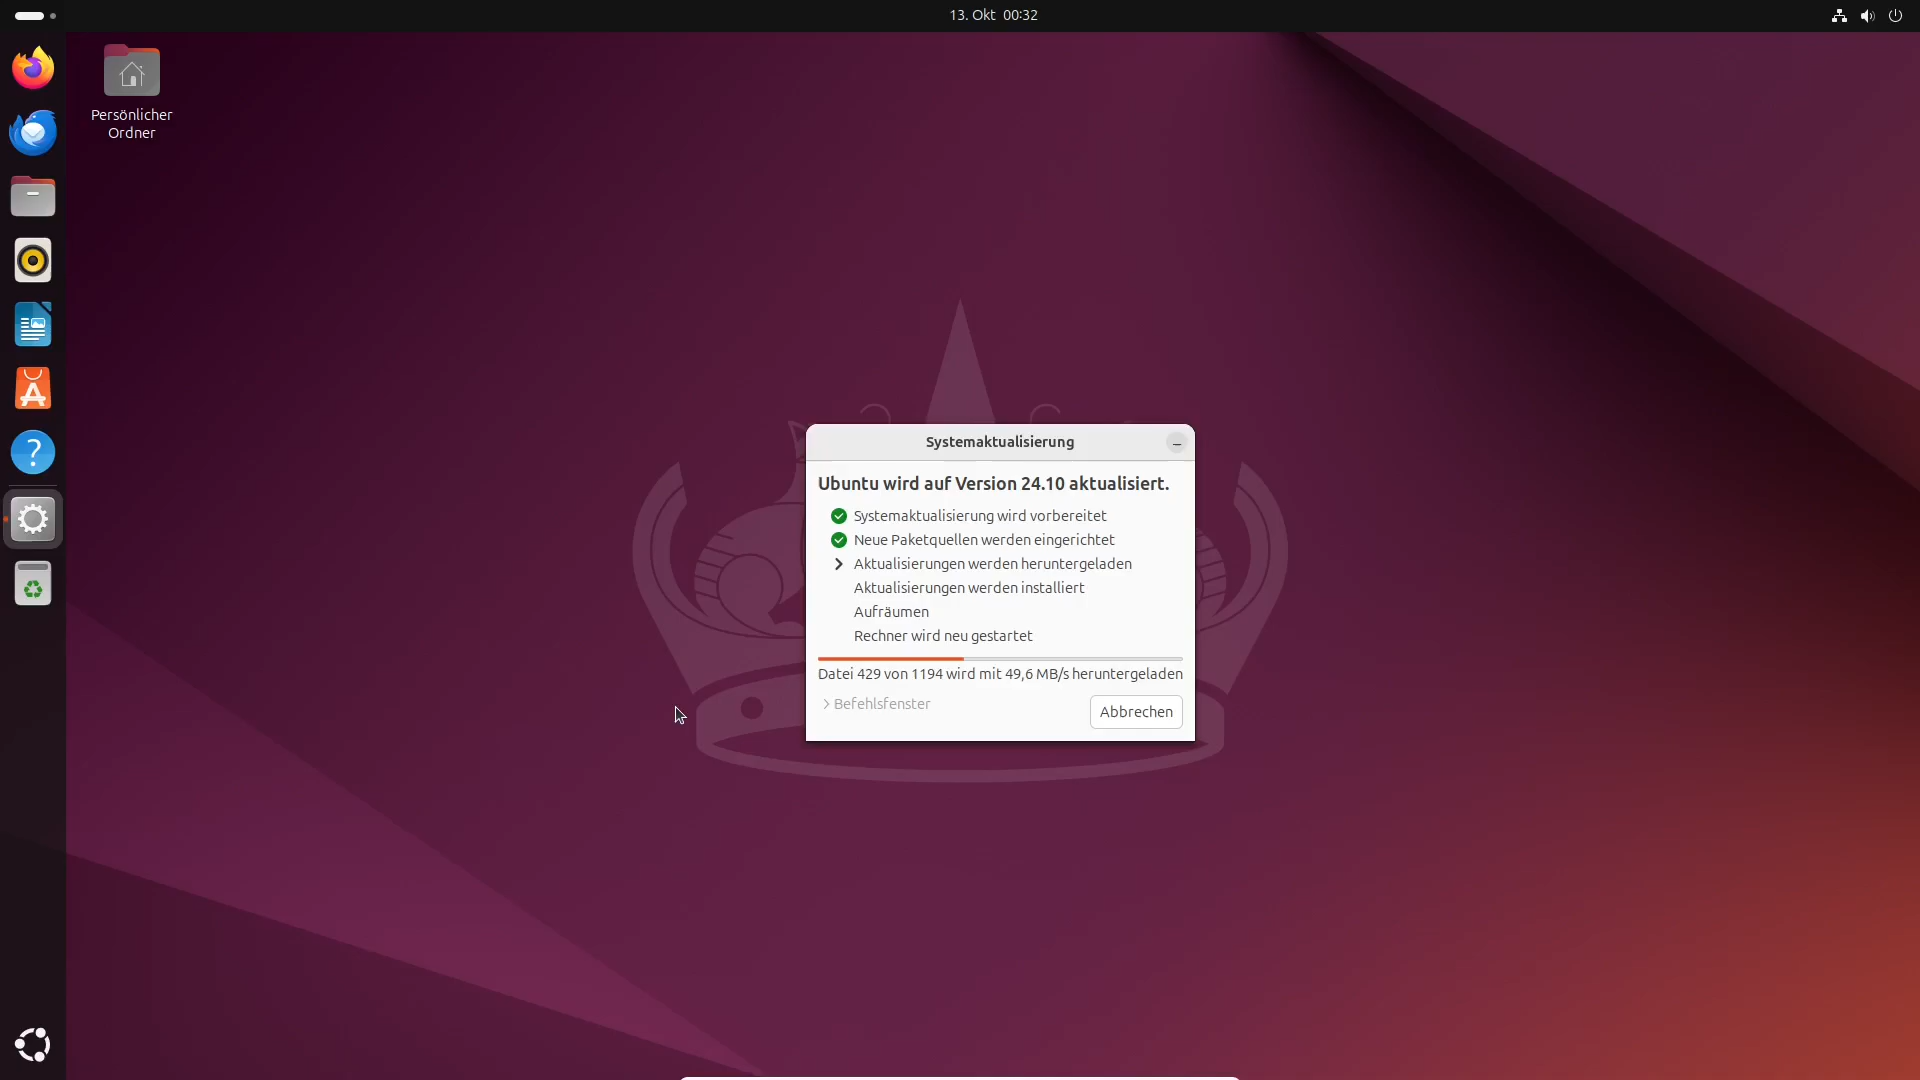 13. Okt 00:32
Persönlicher
Ordner
Systemaktualisierung
Ubuntu wird auf Version 24.10 aktualisiert.
Systemaktualisierung wird vorbereitet
Neue Paketquellen werden eingerichtet
Aktualisierungen werden heruntergeladen
Aktualisierungen werden installiert
Aufräumen
Rechner wird neu gestartet
Datei 429 von 1194 wird mit 49,6 MB/s heruntergeladen
Befehlsfenster
Abbrechen